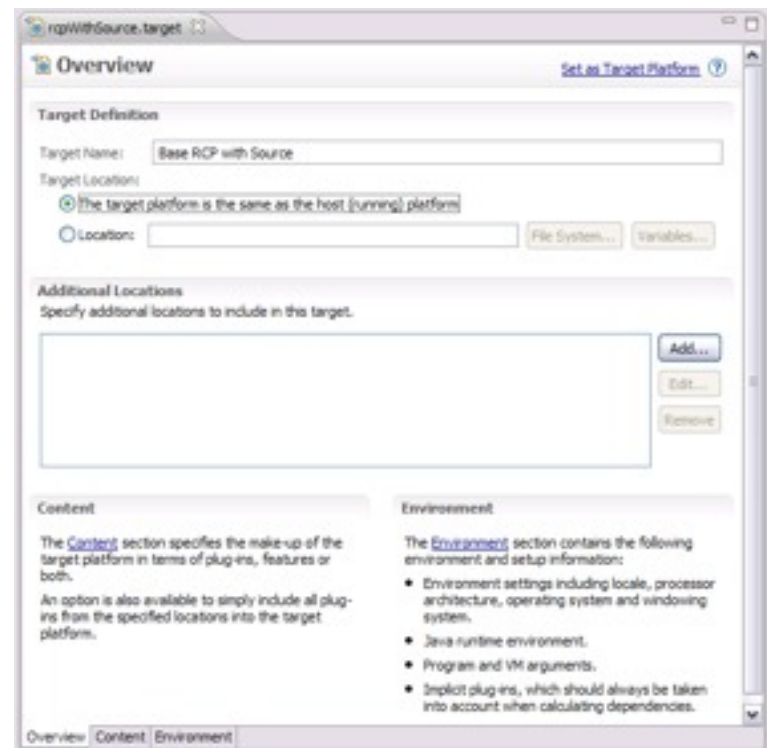 rcpWithSource.target
Overview
Set as Target Platform
Target Definition
Target Name: Base RCP with Source
Target Location:
The target platform is the same as the host (running) platform
Location: File System... Variables...
Additional Locations
Specify additional locations to include in this target.
Add...
Edit...
Remove
Content
The Content section specifies the make-up of the
target platform in terms of plug-ins, features or
both.
An option is also available to simply include all plug-
ins from the specified locations into the target
platform.
Environment
The Environment section contains the following
environment and setup information:
• Environment settings including locale, processor
architecture, operating system and windowing
system.
• Java runtime environment.
• Program and VM arguments.
• Implicit plug-ins, which should always be taken
into account when calculating dependencies.
Overview Content Environment